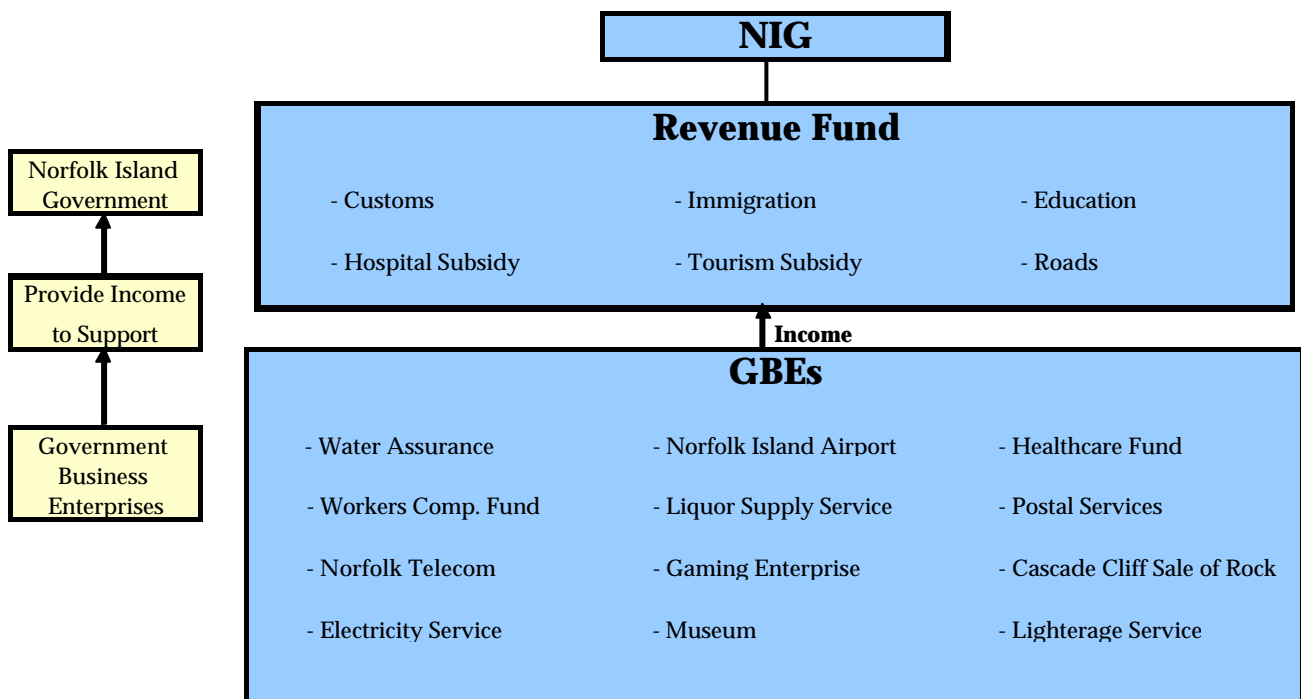 NIG
Revenue Fund
- Customs
- Immigration
- Education
- Hospital Subsidy
- Tourism Subsidy
- Roads
Income
GBEs
- Water Assurance
- Norfolk Island Airport
- Healthcare Fund
- Workers Comp. Fund
- Liquor Supply Service
- Postal Services
- Norfolk Telecom
- Gaming Enterprise
- Cascade Cliff Sale of Rock
- Electricity Service
- Museum
- Lighterage Service
Norfolk Island
Government
Provide Income
to Support
Government
Business
Enterprises